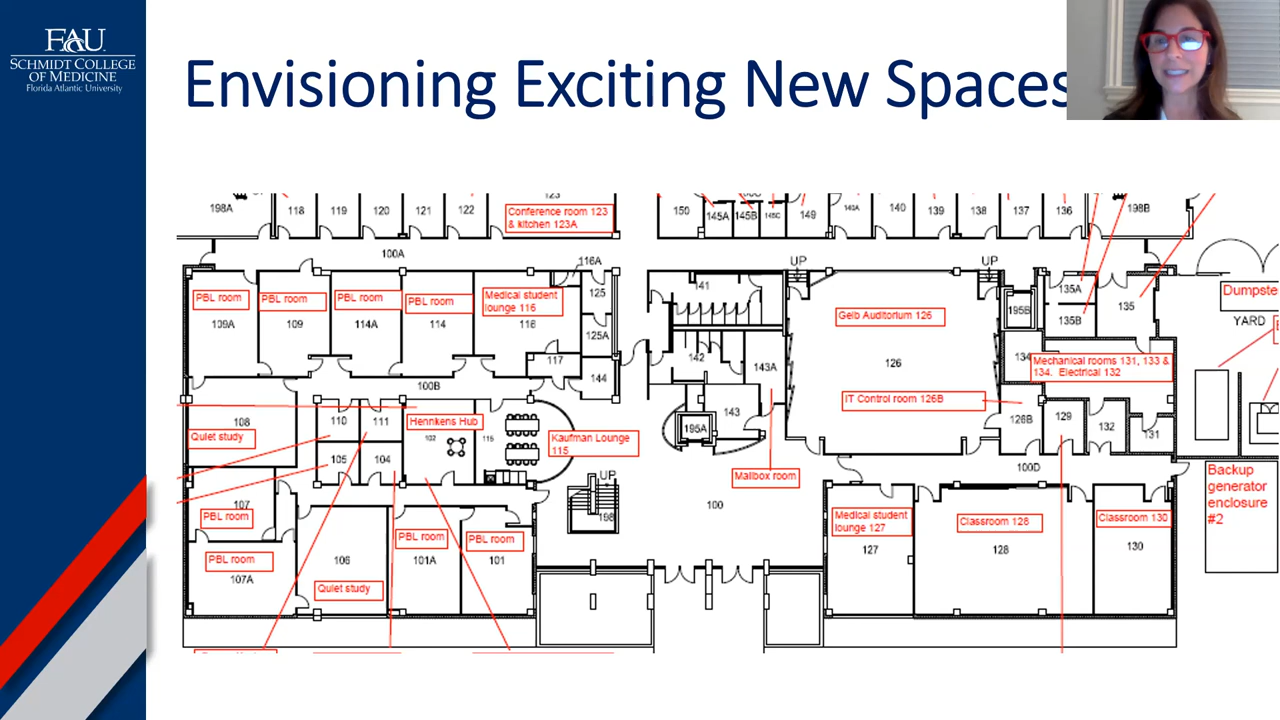 FAU
SCHMIDT COLLEGE
OF MEDICINE
Florida Atlantic University
Envisioning Exciting New Spaces
198A
118
119
120
121
122
123
Conference room 123
& kitchen 123A
150
145A
145B
145C
149
140A
140
139
138
137
136
198B
100A
116A
UP
UP
PBL room
109A
PBL room
109
PBL room
114A
PBL room
114
Medical student
lounge 116
116
125
125A
117
144
141
142
143A
143
195A
Gelb Auditorium 126
126
IT Control room 126B
126B
195B
135A
135B
135
134
Mechanical rooms 131, 133 &
134. Electrical 132
129
132
131
Dumpste
YARD
100B
108
Quiet study
110
111
105
104
Hennkens Hub
102
115
Kaufman Lounge
115
UP
198
100
Mailbox room
100D
107
PBL room
PBL room
107A
106
Quiet study
PBL room
101A
PBL room
101
Medical student
lounge 127
127
Classroom 128
128
Classroom 130
130
Backup
generator
enclosure
#2